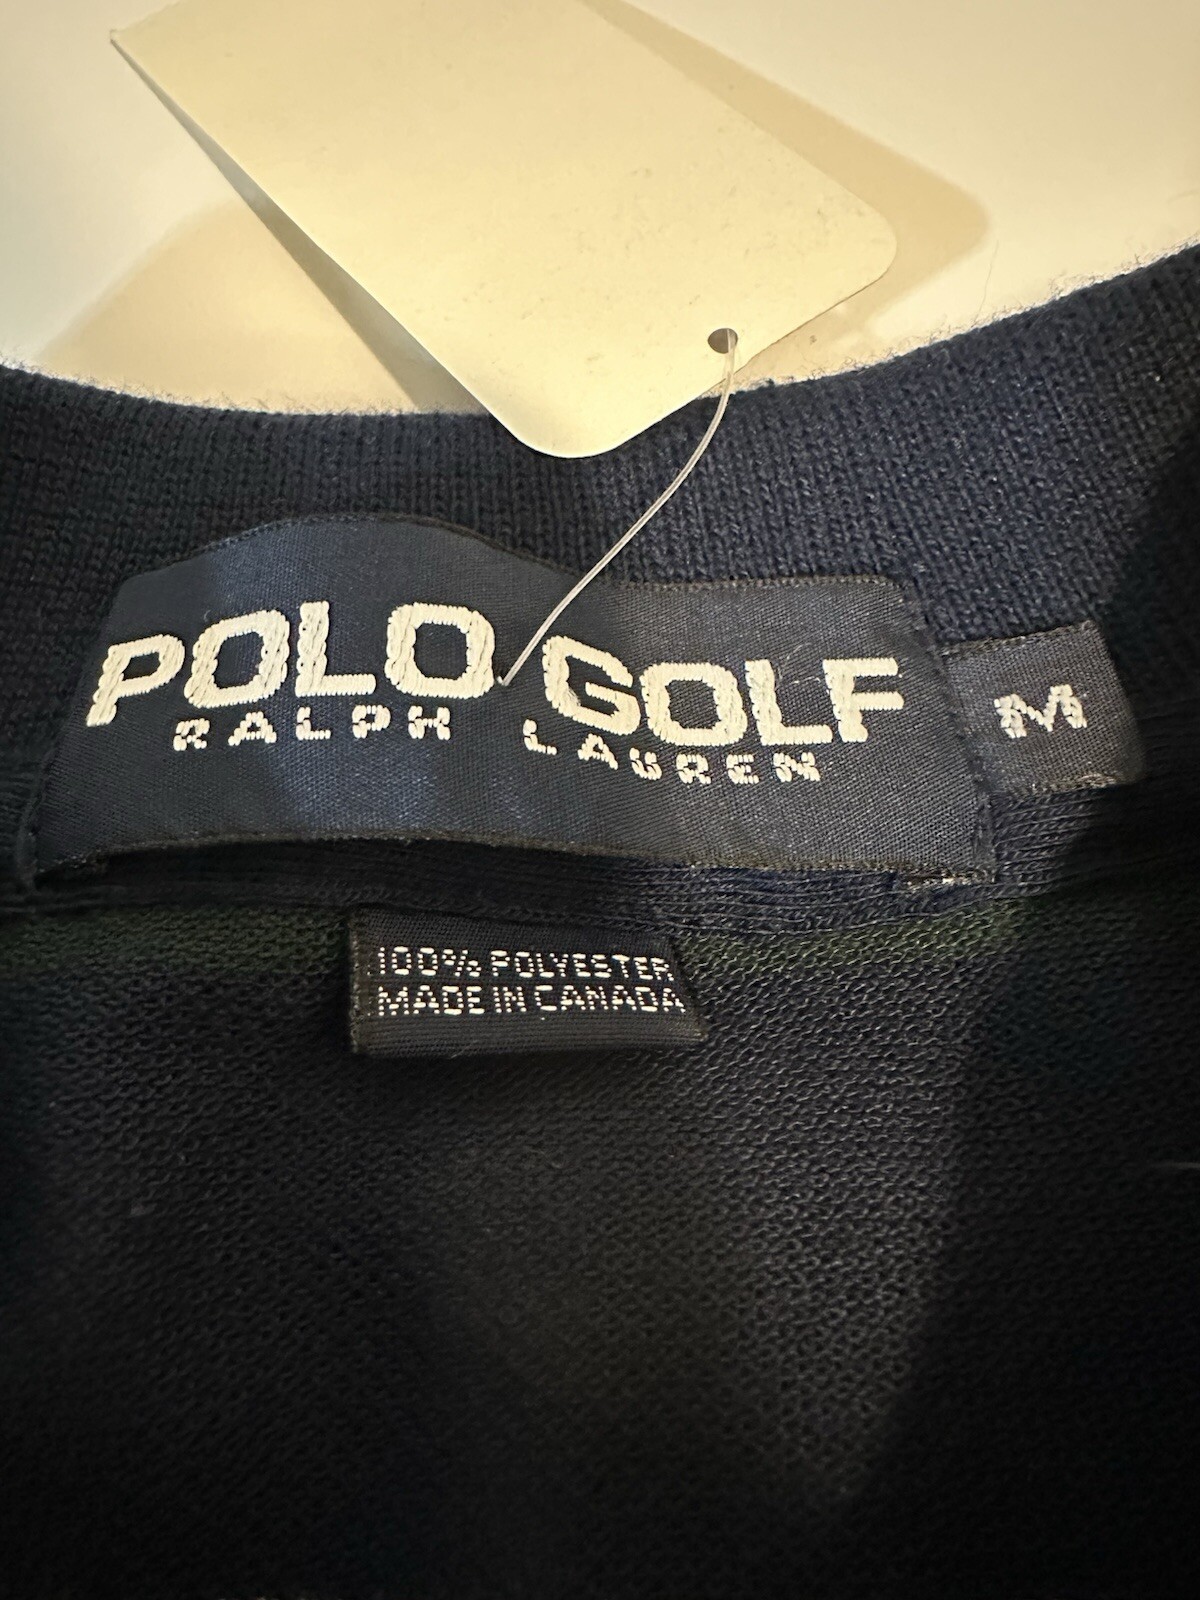 POLO GOLF
RALPH LAUREN
M
100% POLYESTER
MADE IN CANADA